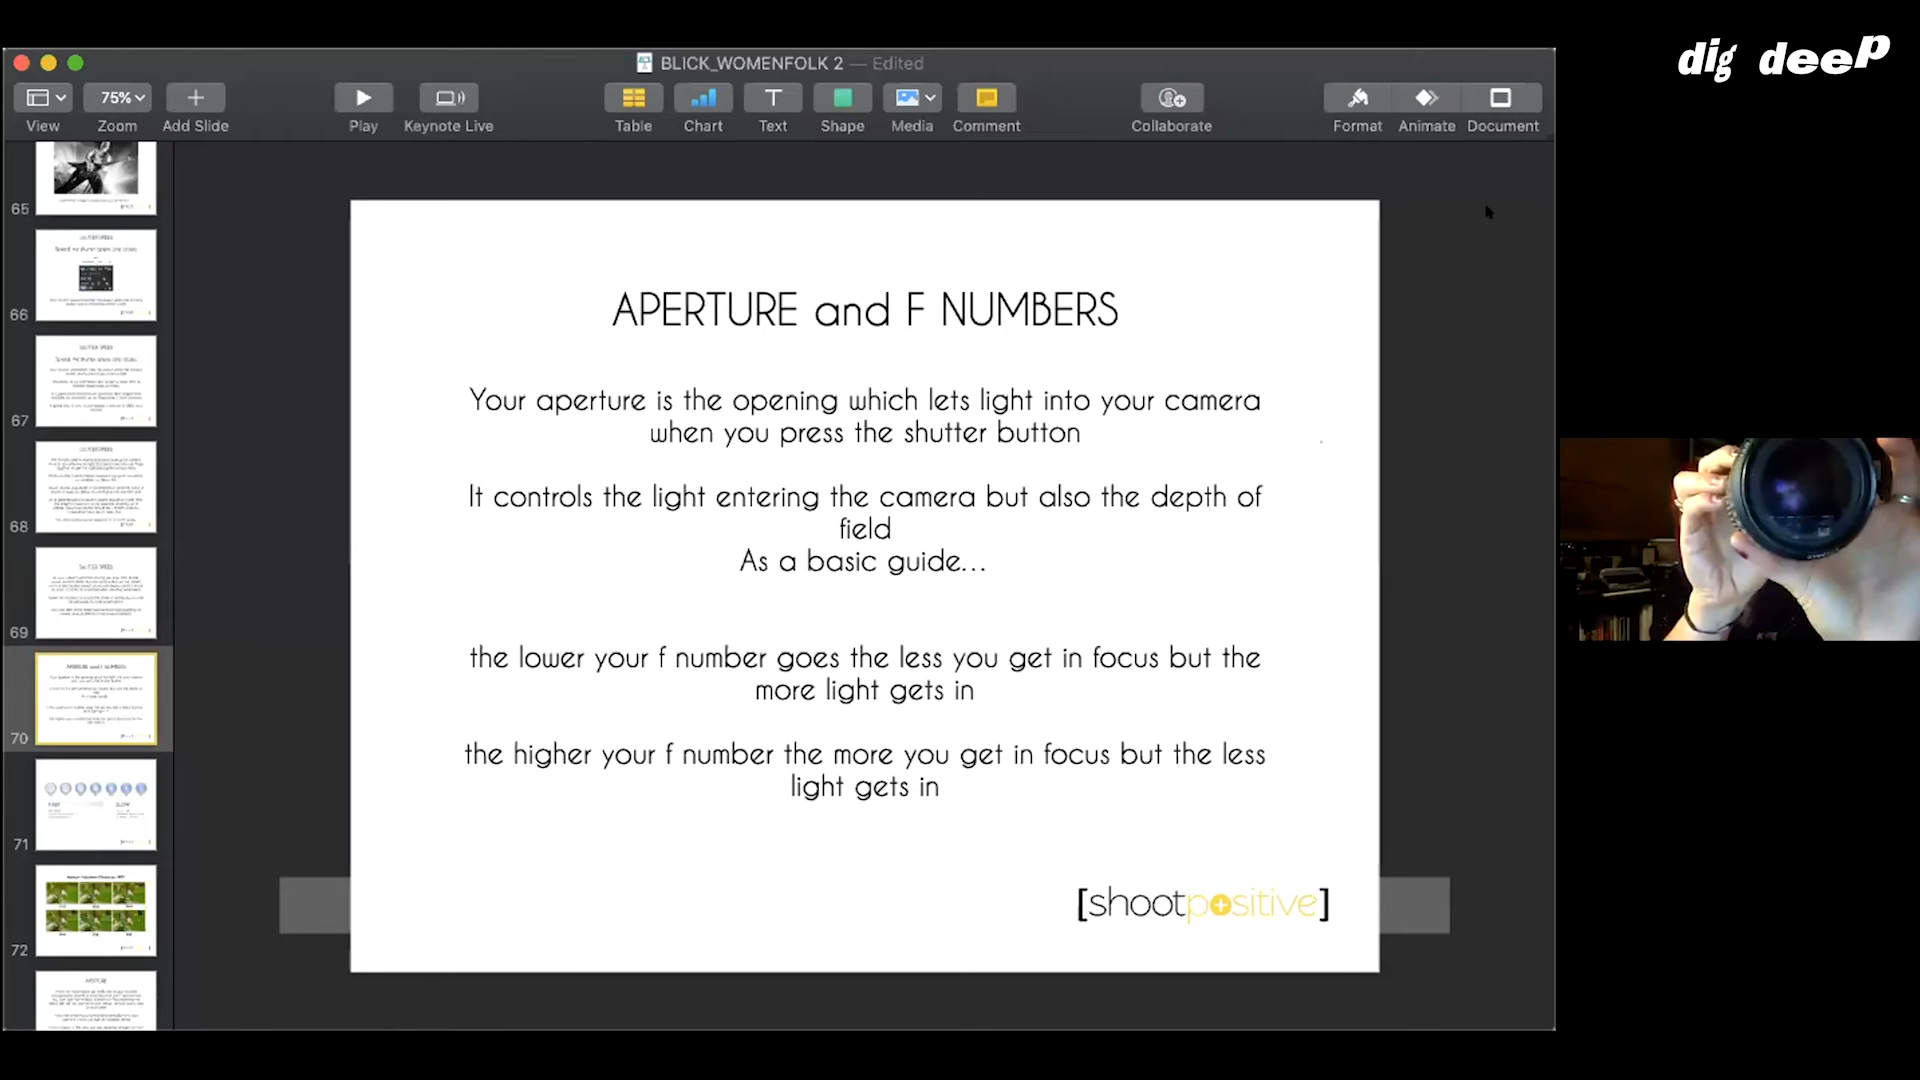 dig deep
BLICK_WOMENFOLK 2 — Edited
75%
View
Zoom
Add Slide
Play
Keynote Live
Table
Chart
Text
Shape
Media
Comment
Collaborate
Format
Animate
Document
65
66
67
68
69
70
71
72
APERTURE and F NUMBERS
Your aperture is the opening which lets light into your camera
when you press the shutter button
It controls the light entering the camera but also the depth of
field
As a basic guide...
the lower your f number goes the less you get in focus but the
more light gets in
the higher your f number the more you get in focus but the less
light gets in
[shootpositive]